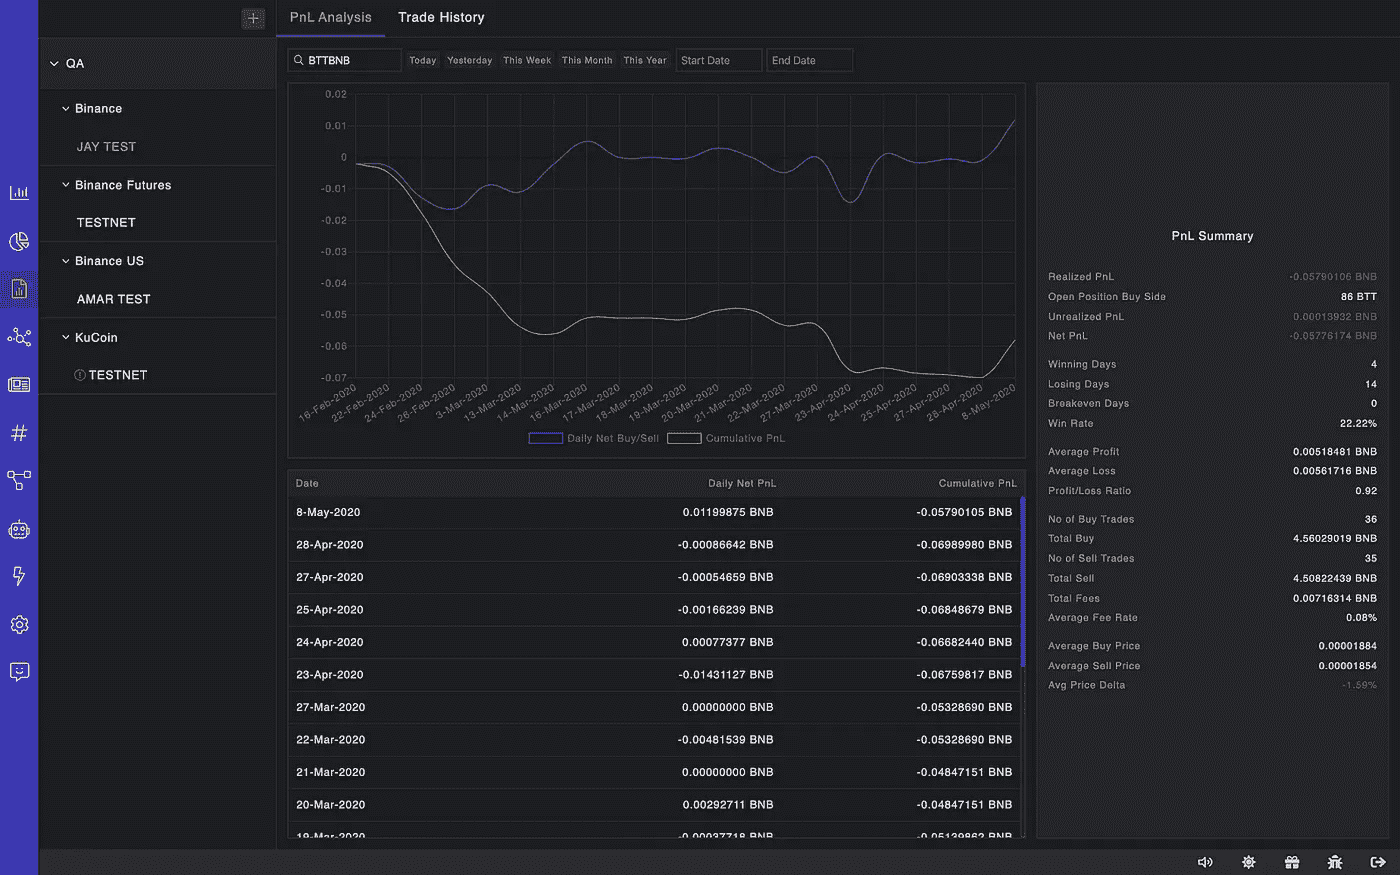 PnL Analysis Trade History
QA
Binance
JAY TEST
Binance Futures
TESTNET
Binance US
AMAR TEST
KuCoin
TESTNET
BTTBNB Today Yesterday This Week This Month This Year Start Date End Date
0.02
0.01
0
-0.01
-0.02
-0.03
-0.04
-0.05
-0.06
-0.07
16-Feb-2020 22-Feb-2020 24-Feb-2020 26-Feb-2020 3-Mar-2020 13-Mar-2020 14-Mar-2020 16-Mar-2020 17-Mar-2020 18-Mar-2020 19-Mar-2020 20-Mar-2020 21-Mar-2020 22-Mar-2020 27-Mar-2020 23-Apr-2020 24-Apr-2020 25-Apr-2020 27-Apr-2020 28-Apr-2020 8-May-2020
Daily Net Buy/Sell Cumulative PnL
Date Daily Net PnL Cumulative PnL
8-May-2020 0.01199875 BNB -0.05790105 BNB
28-Apr-2020 -0.00086642 BNB -0.06989980 BNB
27-Apr-2020 -0.00054659 BNB -0.06903338 BNB
25-Apr-2020 -0.00166239 BNB -0.06848679 BNB
24-Apr-2020 0.00077377 BNB -0.06682440 BNB
23-Apr-2020 -0.01431127 BNB -0.06759817 BNB
27-Mar-2020 0.00000000 BNB -0.05328690 BNB
22-Mar-2020 -0.00481539 BNB -0.05328690 BNB
21-Mar-2020 0.00000000 BNB -0.04847151 BNB
20-Mar-2020 0.00292711 BNB -0.04847151 BNB
19-Mar-2020 -0.00037718 BNB -0.05139862 BNB
PnL Summary
Realized PnL -0.05790106 BNB
Open Position Buy Side 86 BTT
Unrealized PnL 0.00013932 BNB
Net PnL -0.05776174 BNB
Winning Days 4
Losing Days 14
Breakeven Days 0
Win Rate 22.22%
Average Profit 0.00518481 BNB
Average Loss 0.00561716 BNB
Profit/Loss Ratio 0.92
No of Buy Trades 36
Total Buy 4.56029019 BNB
No of Sell Trades 35
Total Sell 4.50822439 BNB
Total Fees 0.00716314 BNB
Average Fee Rate 0.08%
Average Buy Price 0.00001884
Average Sell Price 0.00001854
Avg Price Delta -1.59%